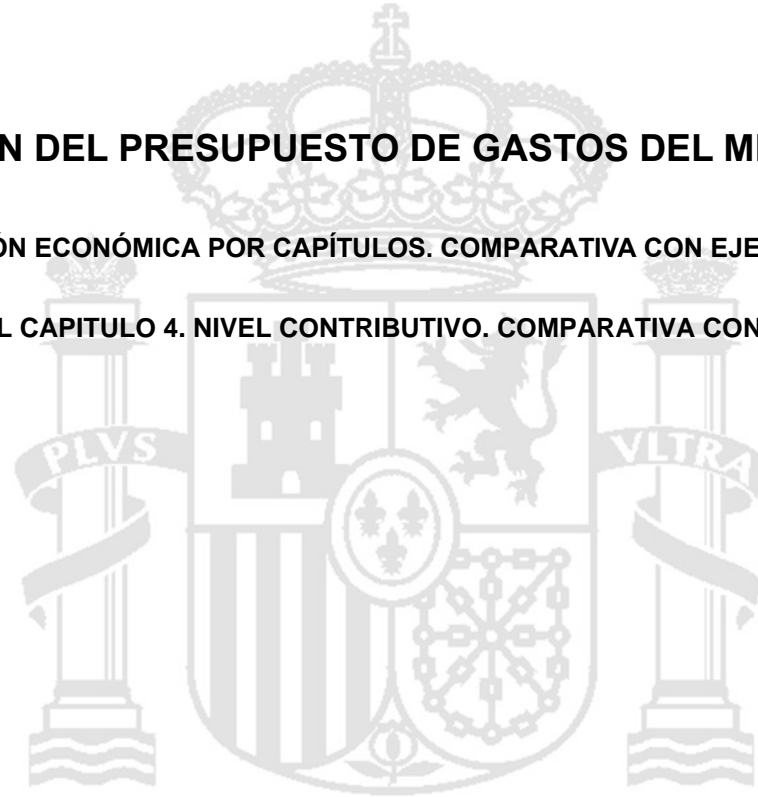 N DEL PRESUPUESTO DE GASTOS DEL
ÓN ECONÓMICA POR CAPÍTULOS. COMPARATIVA CON EJE
L CAPITULO 4. NIVEL CONTRIBUTIVO. COMPARATIVA CON
PLVS
VLTRA